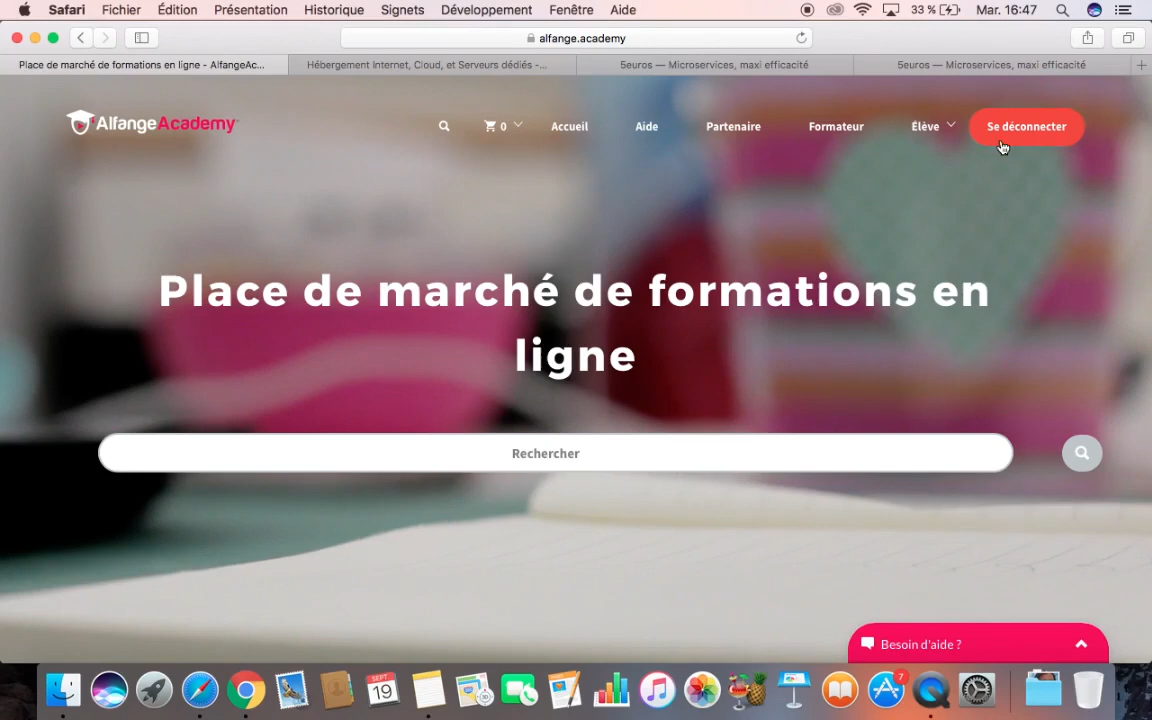 Safari Fichier Édition Présentation Historique Signets Développement Fenêtre Aide 33 % Mar. 16:47
alfange.academy
Place de marché de formations en ligne - AlfangeAc... Hébergement Internet, Cloud, et Serveurs dédiés -... 5euros — Microservices, maxi efficacité 5euros — Microservices, maxi efficacité
AlfangeAcademy 0 Accueil Aide Partenaire Formateur Élève Se déconnecter
Place de marché de formations en
ligne
Rechercher
Besoin d'aide ?
SEPT.
19
7